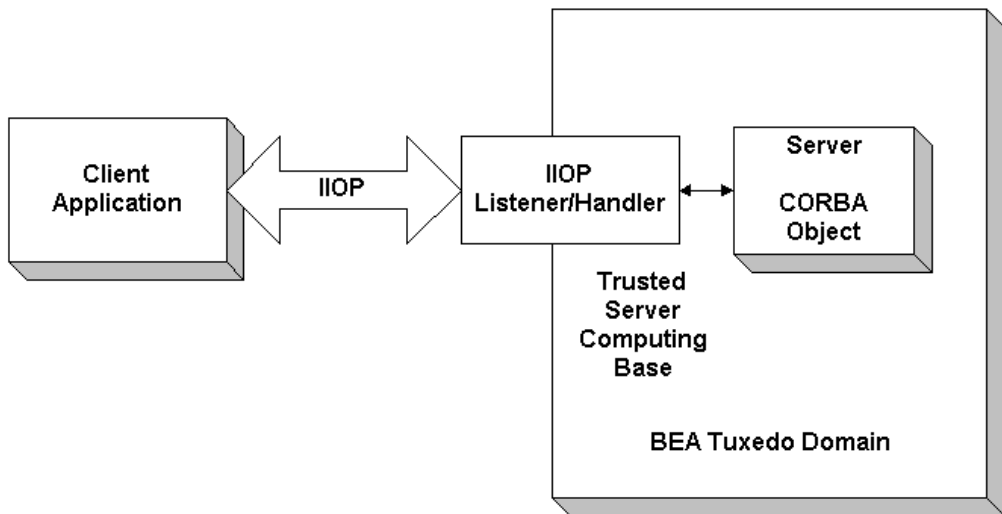 Client
Application
IIOP
IIOP
Listener/Handler
Server
CORBA
Object
Trusted
Server
Computing
Base
BEA Tuxedo Domain